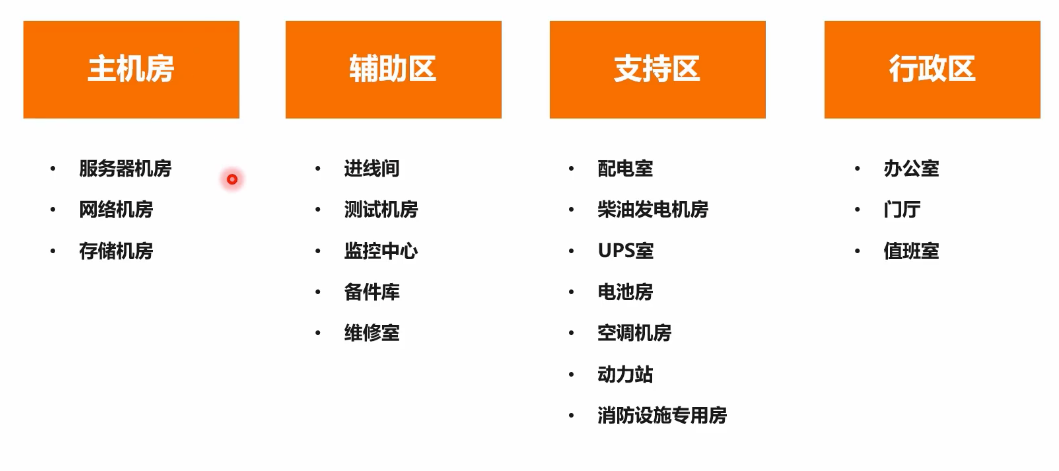 主机房
服务器机房
网络机房
存储机房
辅助区
进线间
测试机房
监控中心
备件库
维修室
支持区
配电室
柴油发电机房
UPS室
电池房
空调机房
动力站
消防设施专用房
行政区
办公室
门厅
值班室